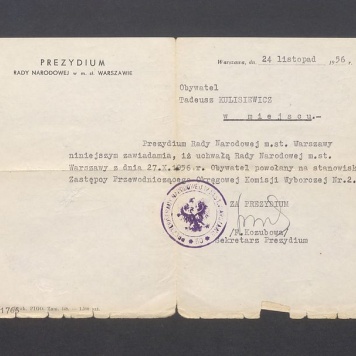 PREZYDIUM
RADY NARODOWEJ w m. st. WARSZAWIE
Warszawa, dn. 24 listopad 1956,
Obywatel
Tadeusz KULISIEWICZ
w miejscu.-
Prezydium Rady Narodowej m.st. Warszawy
niniejszym zawiadamia, iż uchwałą Rady Narodowej m.st.
Warszawy z dnia 27.X.1956.r. Obywatel powołany na stanowisk
Zastępcy Przewodniczącego Okręgowej Komisji Wyborczej Nr.2.
ZA PREZYDIUM
/R.Kozubowa/
Sekretarz Prezydium